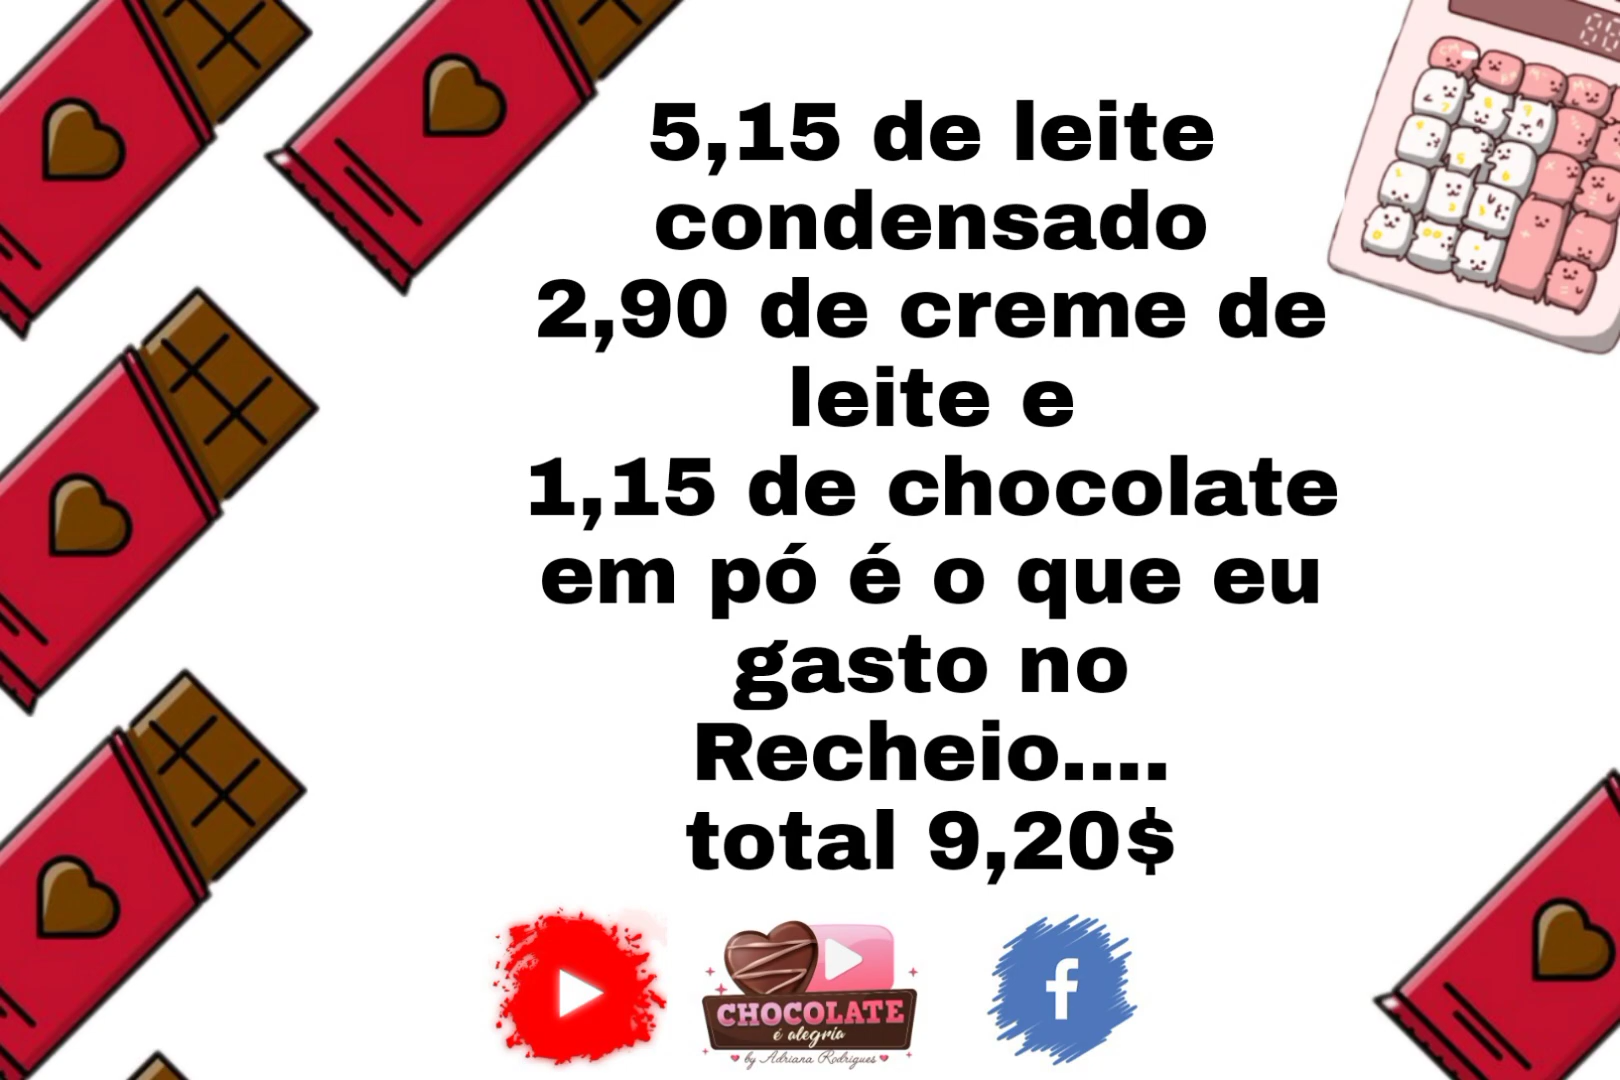 5,15 de leite
condensado
2,90 de creme de
leite e
1,15 de chocolate
em pó é o que eu
gasto no
Recheio....
total 9,20$
CHOCOLATE
é alegria
by Adriana Rodrigues